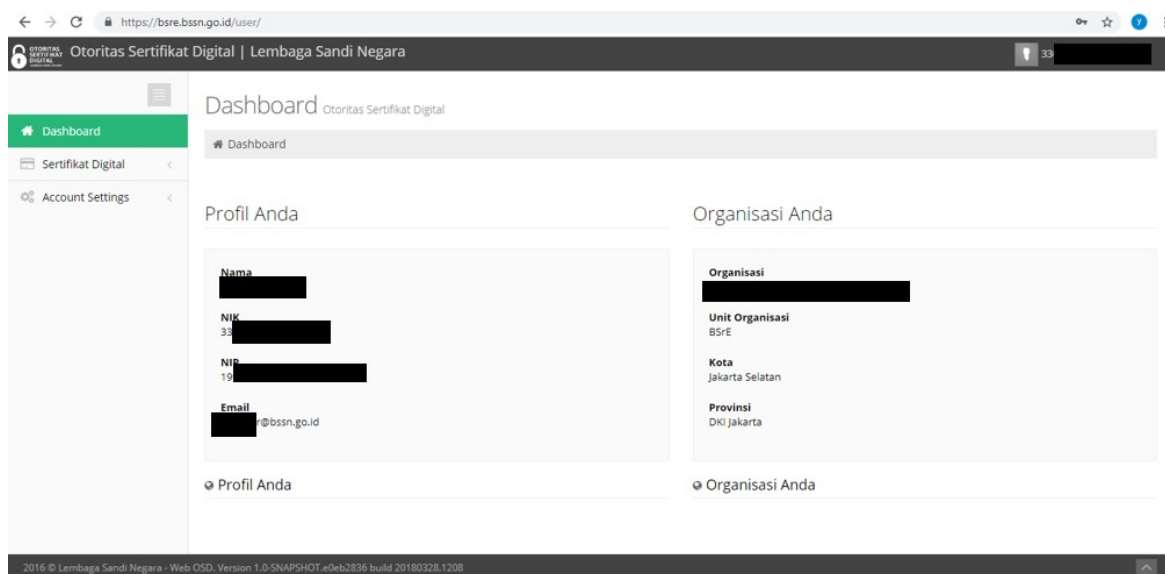 https://bsre.bssn.go.id/user/
y
OTORITAS
SERTIFIKAT
DIGITAL
Otoritas Sertifikat Digital | Lembaga Sandi Negara
33
Dashboard Otoritas Sertifikat Digital
Dashboard
Dashboard
Sertifikat Digital
Account Settings
Profil Anda
Nama
NIK
33
NIP
19
Email
r@bssn.go.id
Organisasi Anda
Organisasi
Unit Organisasi
BSrE
Kota
Jakarta Selatan
Provinsi
DKI Jakarta
Profil Anda
Organisasi Anda
2016 © Lembaga Sandi Negara - Web OSD. Version 1.0-SNAPSHOT.e0eb2836 build 20180328.1208